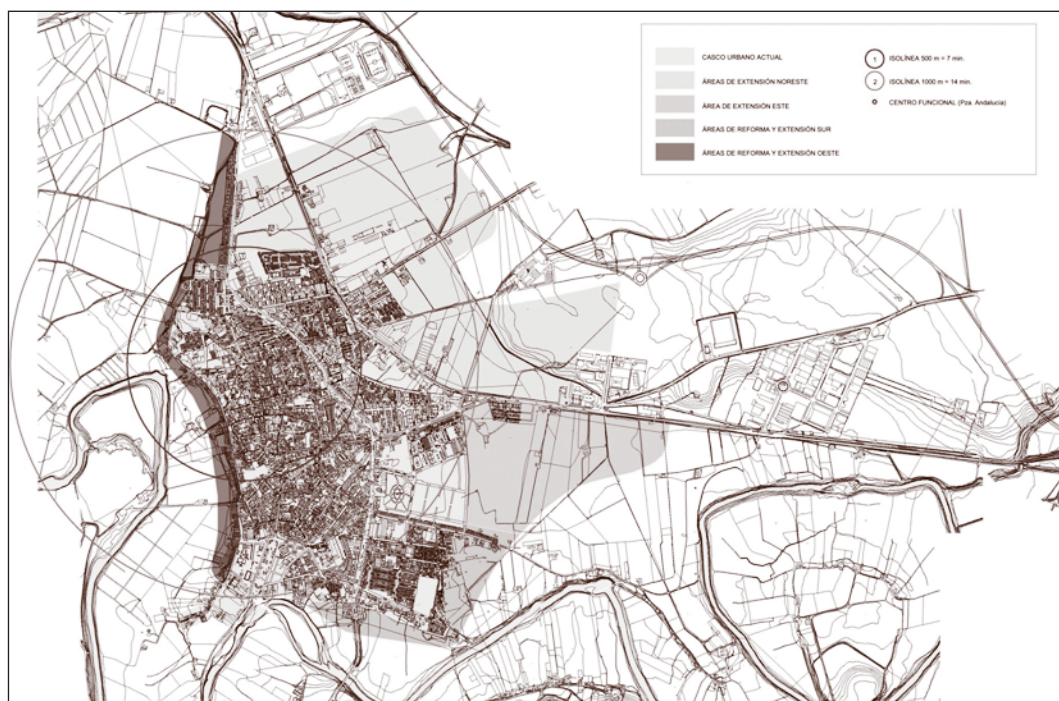 CASCO URBANO ACTUAL
ÁREAS DE EXTENSIÓN NORESTE
ÁREA DE EXTENSIÓN ESTE
ÁREAS DE REFORMA Y EXTENSIÓN SUR
ÁREAS DE REFORMA Y EXTENSIÓN OESTE
1 ISOLÍNEA 500 m = 7 min.
2 ISOLÍNEA 1000 m = 14 min.
CENTRO FUNCIONAL (Pza. Andalucía)